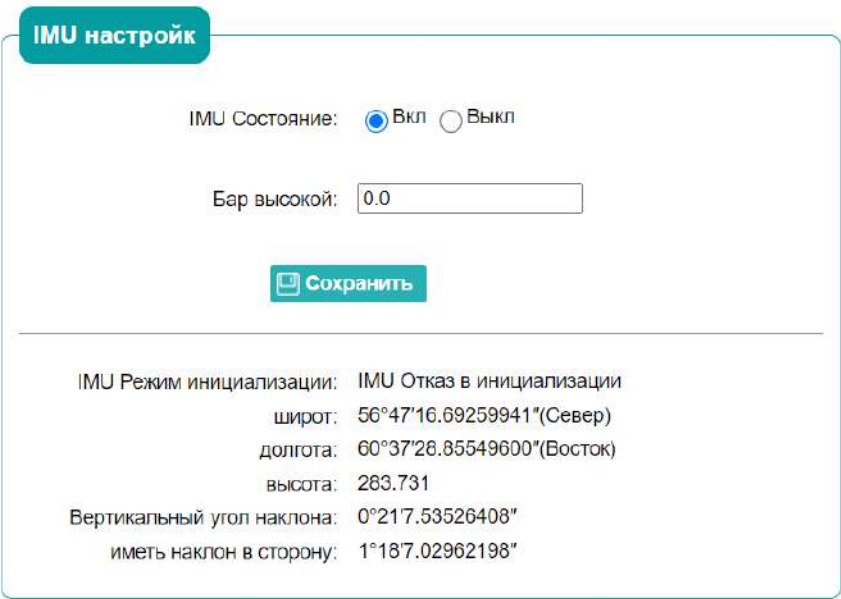 IMU настройк
IMU Состояние: Вкл Выкл
Бар высокой: 0.0
Сохранить
IMU Режим инициализации: IMU Отказ в инициализации
широт: 56°47'16.69259941"(Север)
долгота: 60°37'28.85549600"(Восток)
высота: 283.731
Вертикальный угол наклона: 0°21'7.53526408"
иметь наклон в сторону: 1°18'7.02962198"